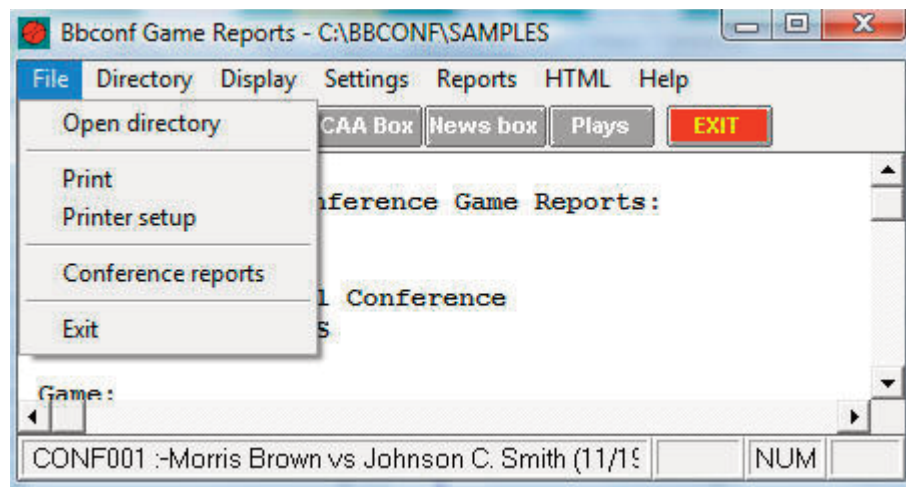 Bbconf Game Reports - C:\BBCONF\SAMPLES
File Directory Display Settings Reports HTML Help
Open directory
CAA Box News box Plays EXIT
Print
Printer setup
nference Game Reports:
Conference reports
l Conference
Exit
S
Game:
CONF001 :-Morris Brown vs Johnson C. Smith (11/19 NUM